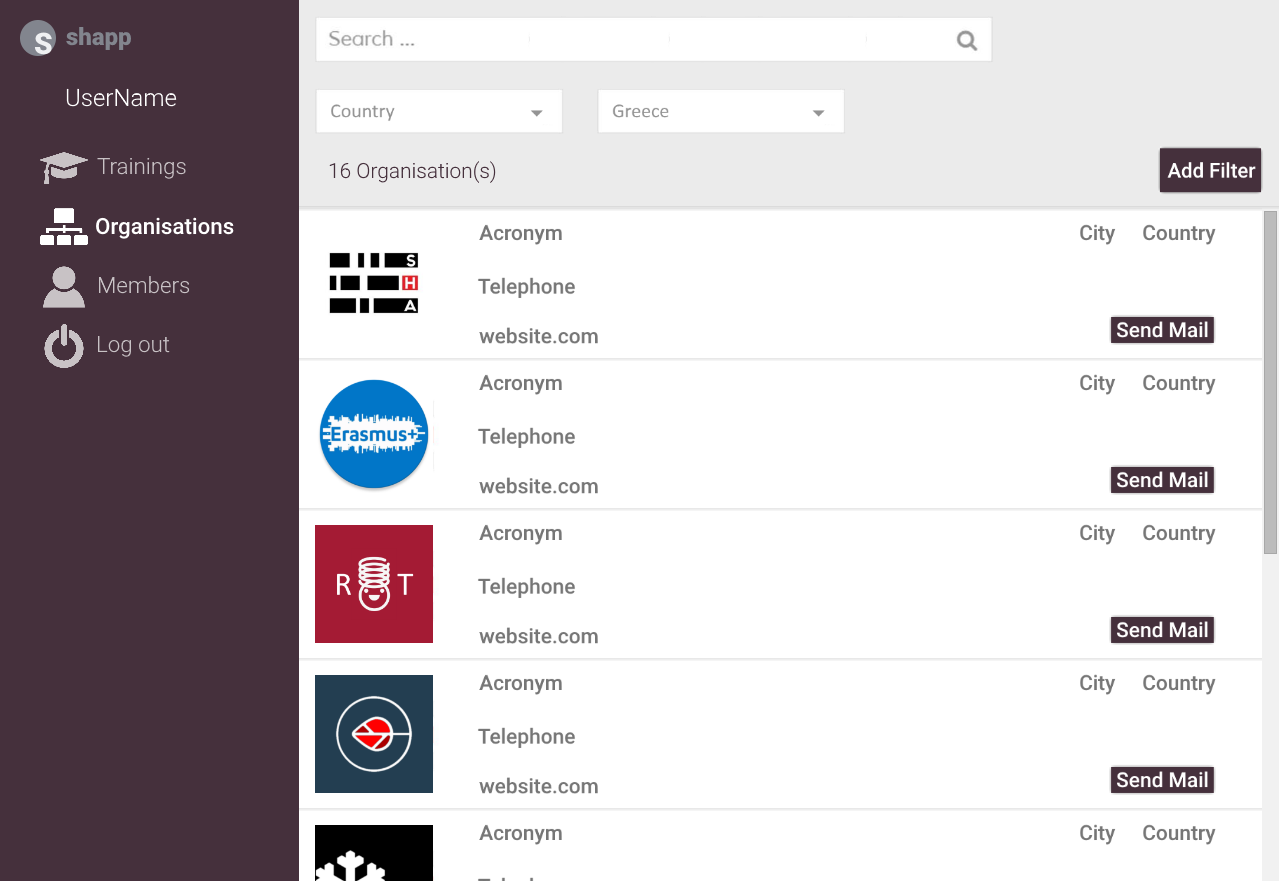 S shapp
UserName
Trainings
Organisations
Members
Log out
Search ...
Country
Greece
16 Organisation(s)
Add Filter
S
H
A
Acronym
City Country
Telephone
website.com
Send Mail
Erasmus+
Acronym
City Country
Telephone
website.com
Send Mail
R T
Acronym
City Country
Telephone
website.com
Send Mail
Acronym
City Country
Telephone
website.com
Send Mail
Acronym
City Country